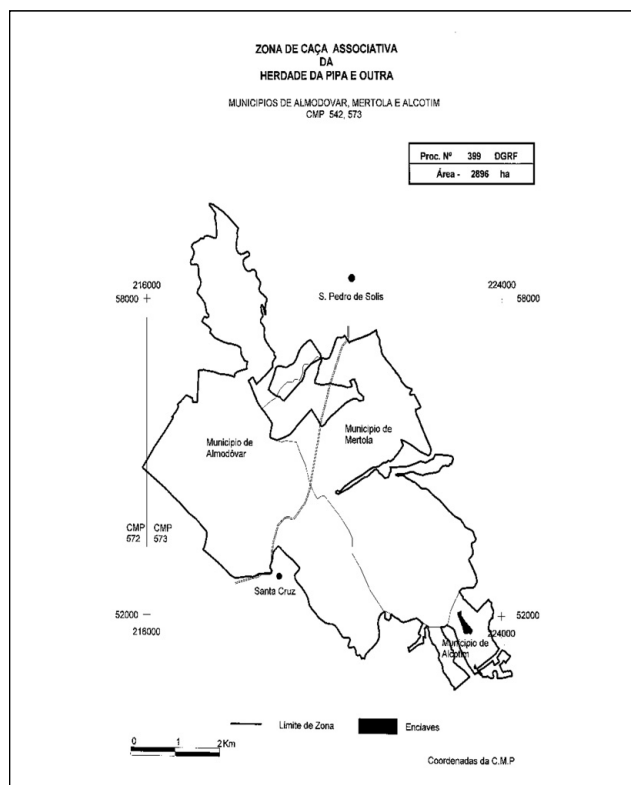 ZONA DE CAÇA ASSOCIATIVA
DA
HERDADE DA PIPA E OUTRA
MUNICIPIOS DE ALMODOVAR, MERTOLA E ALCOTIM
CMP 542, 573
Proc. Nº 399 DGRF
Área - 2896 ha
216000
58000
224000
58000
S. Pedro de Solis
Municipio de
Almodôvar
Municipio de
Mertola
CMP
572
CMP
573
Santa Cruz
52000
216000
52000
224000
Municipio de
Alcotim
Limite de Zona
Enclaves
0 1 2Km
Coordenadas da C.M.P